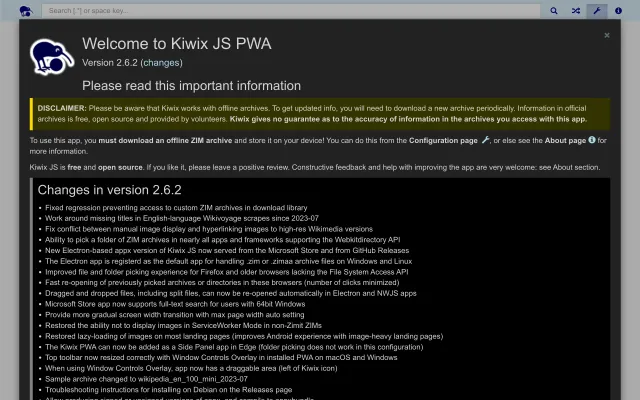 Search [.*] or space key...
Welcome to Kiwix JS PWA
Version 2.6.2 (changes)
Please read this important information
DISCLAIMER: Please be aware that Kiwix works with offline archives. To get updated info, you will need to download a new archive periodically. Information in official
archives is free, open source and provided by volunteers. Kiwix gives no guarantee as to the accuracy of information in the archives you access with this app.
To use this app, you must download an offline ZIM archive and store it on your device! You can do this from the Configuration page , or else see the About page for
more information.
Kiwix JS is free and open source. If you like it, please leave a positive review. Constructive feedback and help with improving the app are very welcome: see About section.
Changes in version 2.6.2
• Fixed regression preventing access to custom ZIM archives in download library
• Work around missing titles in English-language Wikivoyage scrapes since 2023-07
• Fix conflict between manual image display and hyperlinking images to high-res Wikimedia versions
• Ability to pick a folder of ZIM archives in nearly all apps and frameworks supporting the Webkitdirectory API
• New Electron-based appx version of Kiwix JS now served from the Microsoft Store and from GitHub Releases
• The Electron app is registerd as the default app for handling .zim or .zimaa archive files on Windows and Linux
• Improved file and folder picking experience for Firefox and older browsers lacking the File System Access API
• Fast re-opening of previously picked archives or directories in these browsers (number of clicks minimized)
• Dragged and dropped files, including split files, can now be re-opened automatically in Electron and NWJS apps
• Microsoft Store app now supports full-text search for users with 64bit Windows
• Provide more gradual screen width transition with max page width auto setting
• Restored the ability not to display images in ServiceWorker Mode in non-Zimit ZIMs
• Restored lazy-loading of images on most landing pages (improves Android experience with image-heavy landing pages)
• The Kiwix PWA can now be added as a Side Panel app in Edge (folder picking does not work in this configuration)
• Top toolbar now resized correctly with Window Controls Overlay in installed PWA on macOS and Windows
• When using Window Controls Overlay, app now has a draggable area (left of Kiwix icon)
• Sample archive changed to wikipedia_en_100_mini_2023-07
• Troubleshooting instructions for installing on Debian on the Releases page